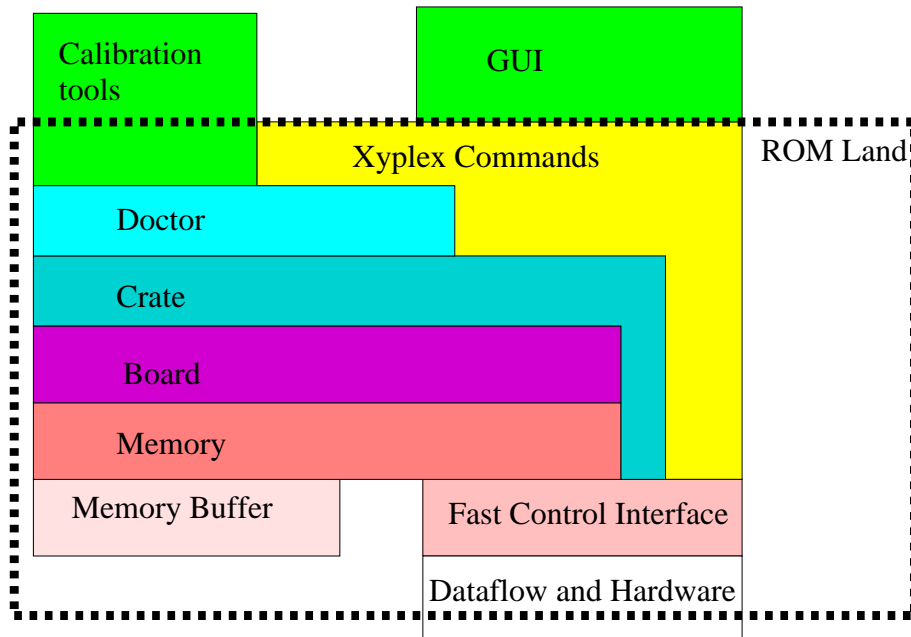 Calibration
tools
GUI
Xyplex Commands
ROM Land
Doctor
Crate
Board
Memory
Memory Buffer
Fast Control Interface
Dataflow and Hardware